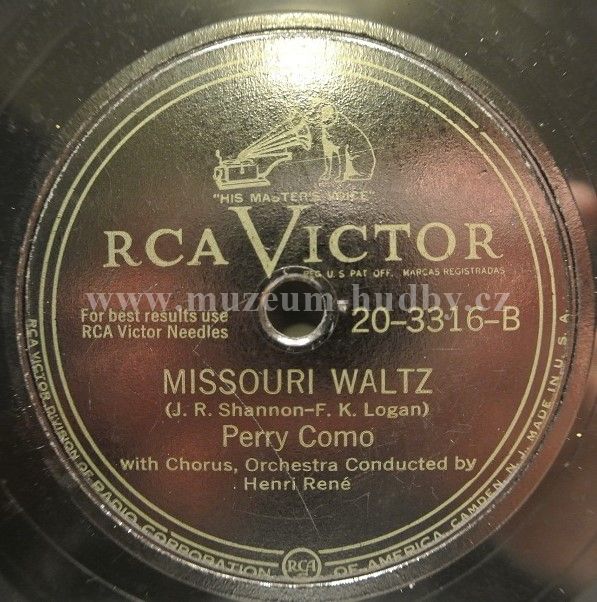 "HIS MASTER'S VOICE"
RCA VICTOR
REG. U.S. PAT. OFF. MARCAS REGISTRADAS
www.muzeum-hudby.cz
For best results use
RCA Victor Needles
20-3316-B
MISSOURI WALTZ
(J. R. Shannon-F. K. Logan)
Perry Como
with Chorus, Orchestra Conducted by
Henri René
RCA VICTOR DIVISION OF RADIO CORPORATION OF AMERICA, CAMDEN, N. J. MADE IN U. S. A.
RCA